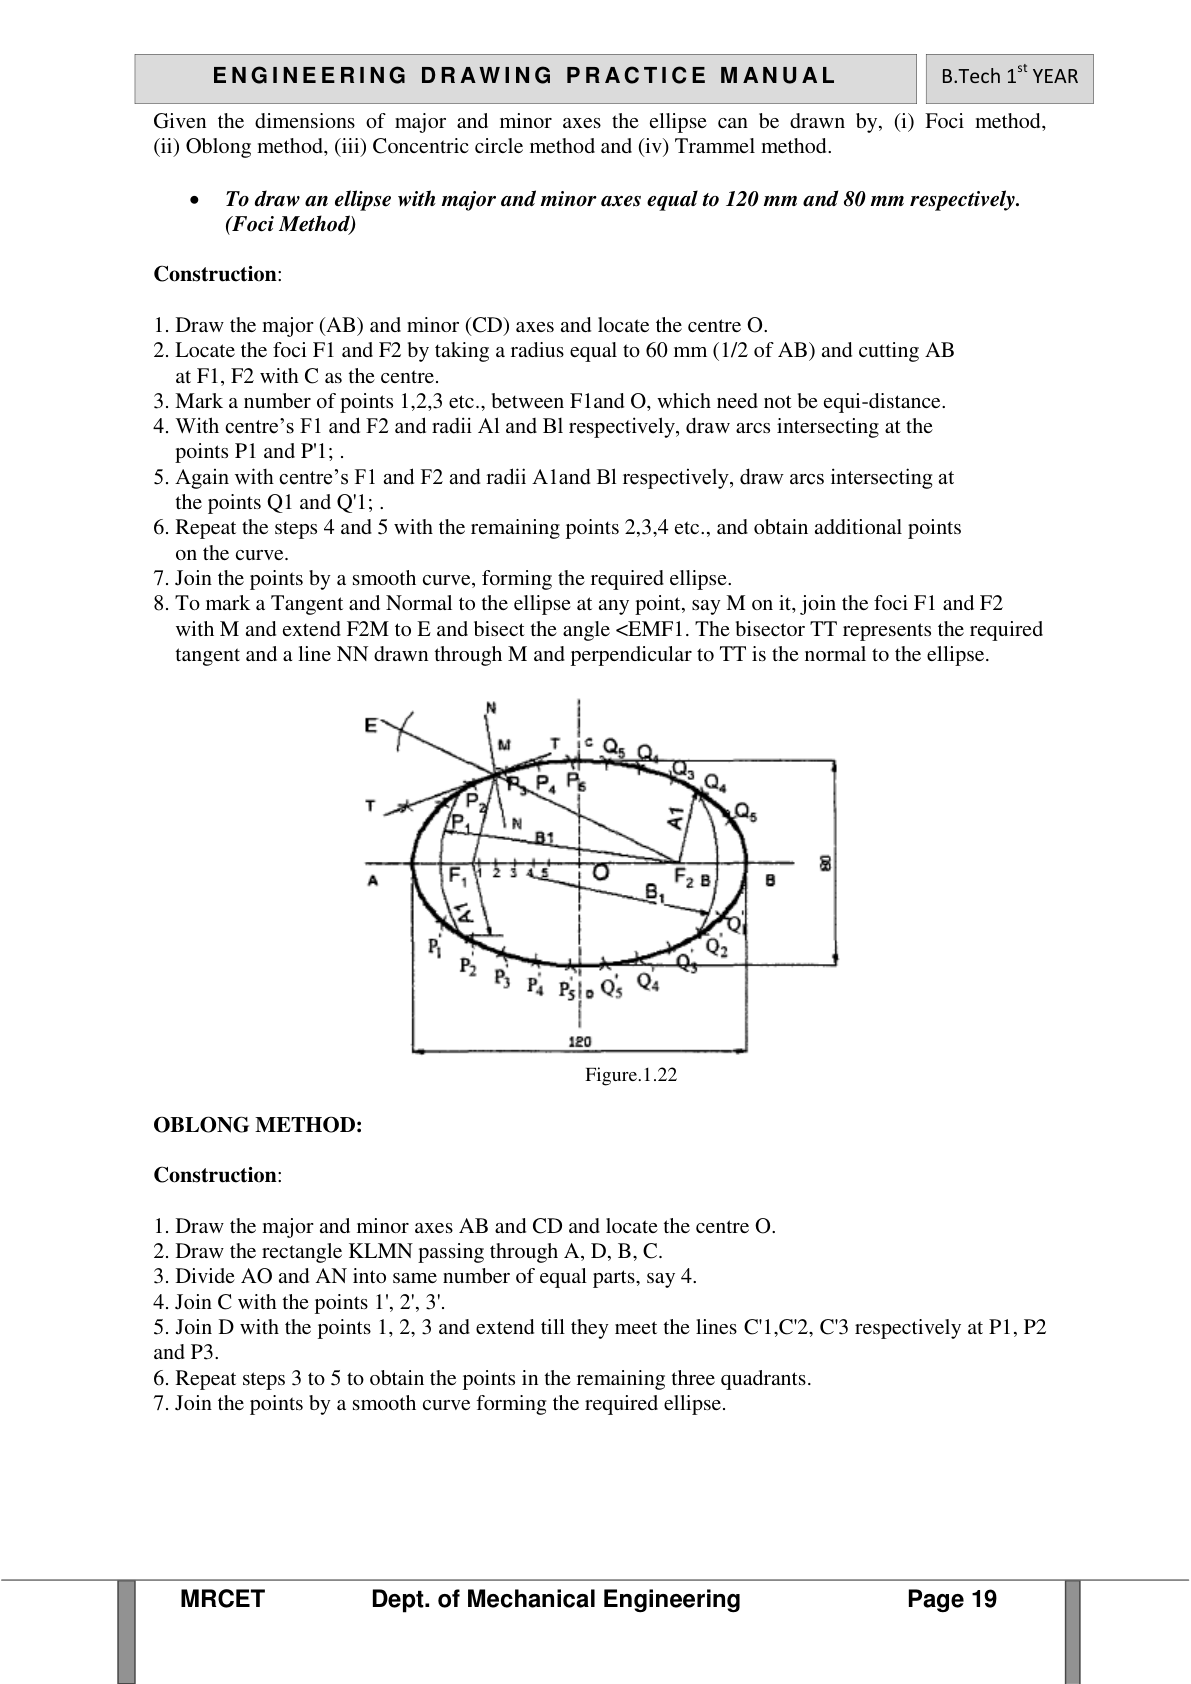 ENGINEERING DRAWING PRACTICE MANUAL
B.Tech 1st YEAR
Given the dimensions of major and minor axes the ellipse can be drawn by, (i) Foci method,
(ii) Oblong method, (iii) Concentric circle method and (iv) Trammel method.
• To draw an ellipse with major and minor axes equal to 120 mm and 80 mm respectively.
(Foci Method)
Construction:
1. Draw the major (AB) and minor (CD) axes and locate the centre O.
2. Locate the foci F1 and F2 by taking a radius equal to 60 mm (1/2 of AB) and cutting AB
at F1, F2 with C as the centre.
3. Mark a number of points 1,2,3 etc., between F1and O, which need not be equi-distance.
4. With centre’s F1 and F2 and radii Al and Bl respectively, draw arcs intersecting at the
points P1 and P'1; .
5. Again with centre’s F1 and F2 and radii A1and Bl respectively, draw arcs intersecting at
the points Q1 and Q'1; .
6. Repeat the steps 4 and 5 with the remaining points 2,3,4 etc., and obtain additional points
on the curve.
7. Join the points by a smooth curve, forming the required ellipse.
8. To mark a Tangent and Normal to the ellipse at any point, say M on it, join the foci F1 and F2
with M and extend F2M to E and bisect the angle <EMF1. The bisector TT represents the required
tangent and a line NN drawn through M and perpendicular to TT is the normal to the ellipse.
N
E
M T C Q5 Q4 Q3 Q4 Q5
T P1 P2 P3 P4 P5
N B1 A1
A F1 1 2 3 4 5 O F2 B B
80
A1 B1
P'1 P'2 P'3 P'4 P'5 D Q'5 Q'4 Q'3 Q'2 Q'1
120
Figure.1.22
OBLONG METHOD:
Construction:
1. Draw the major and minor axes AB and CD and locate the centre O.
2. Draw the rectangle KLMN passing through A, D, B, C.
3. Divide AO and AN into same number of equal parts, say 4.
4. Join C with the points 1', 2', 3'.
5. Join D with the points 1, 2, 3 and extend till they meet the lines C'1,C'2, C'3 respectively at P1, P2
and P3.
6. Repeat steps 3 to 5 to obtain the points in the remaining three quadrants.
7. Join the points by a smooth curve forming the required ellipse.
MRCET Dept. of Mechanical Engineering Page 19